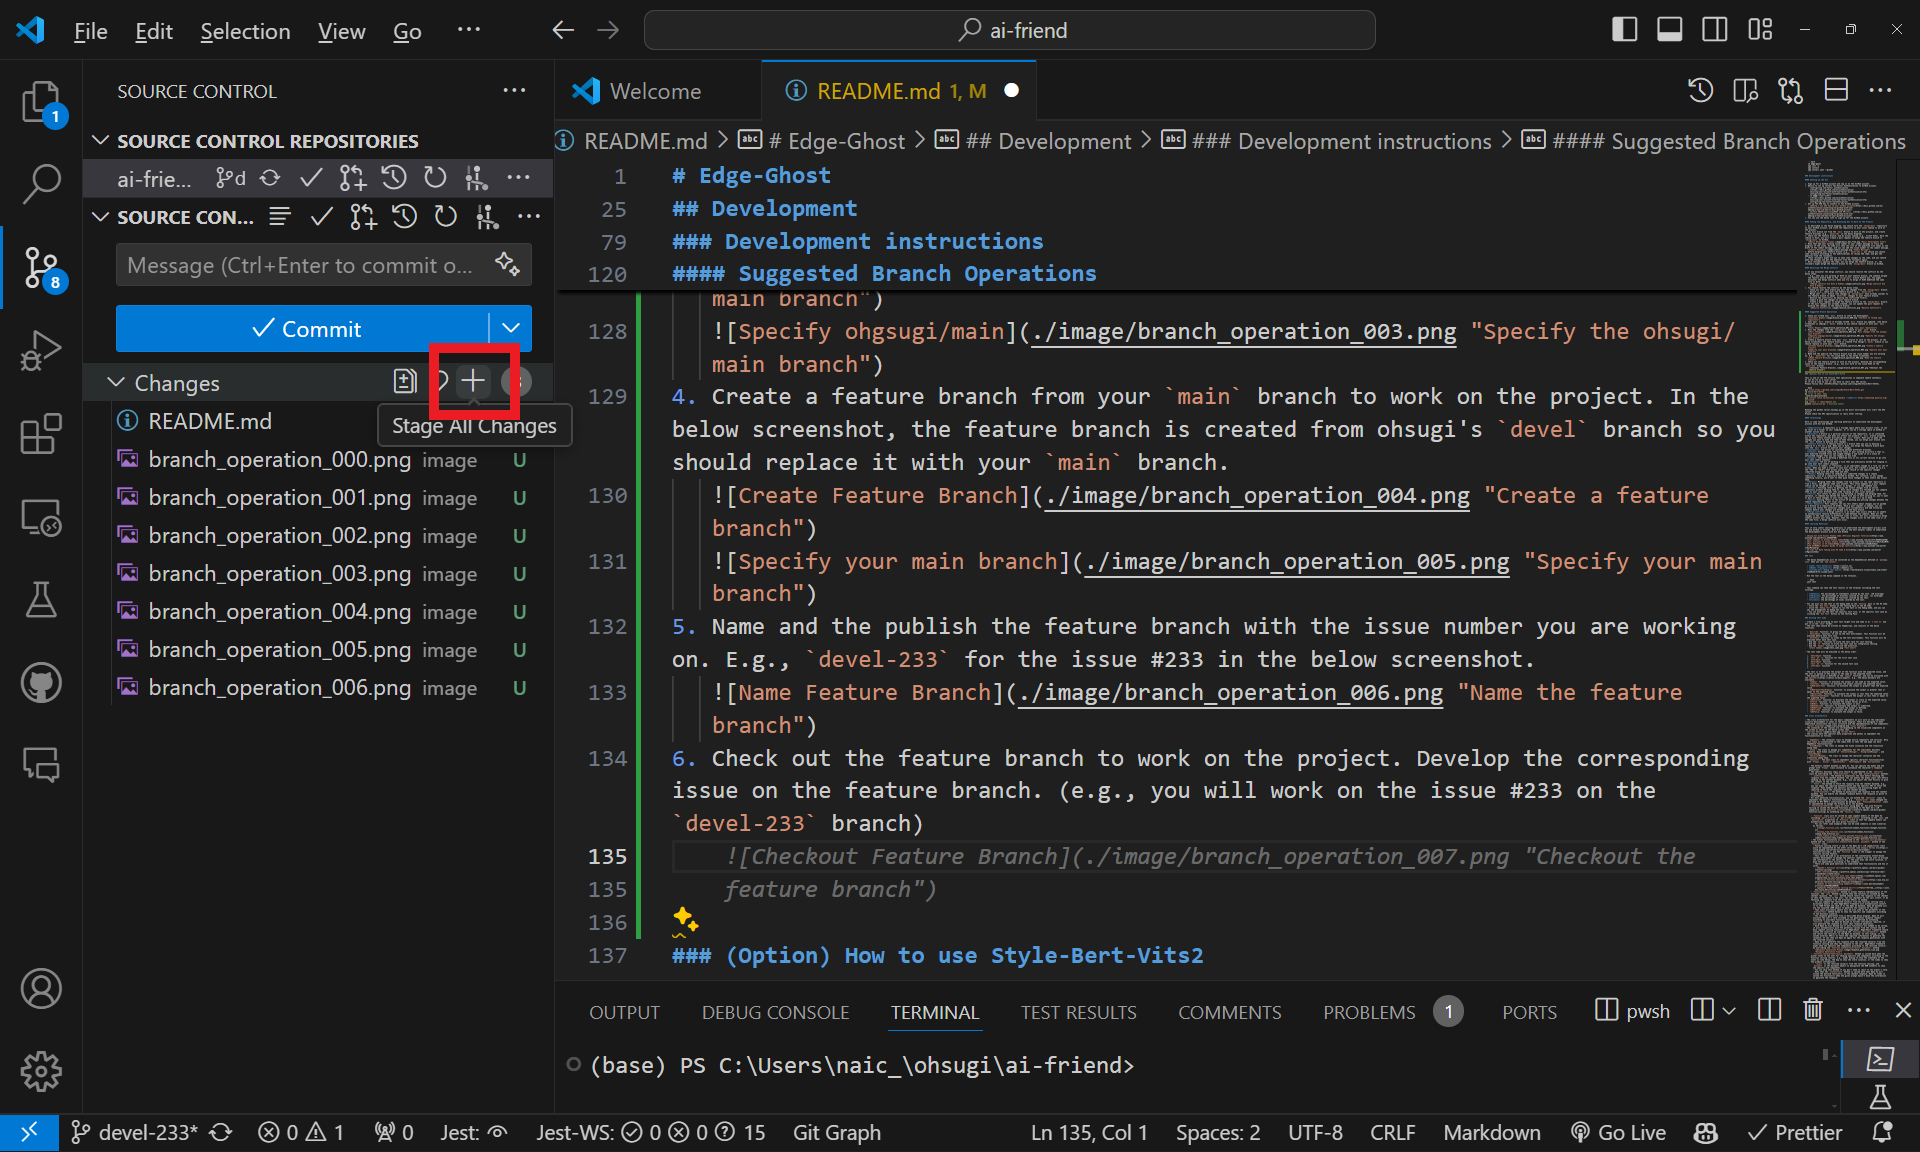 File Edit Selection View Go ··· ai-friend
SOURCE CONTROL
SOURCE CONTROL REPOSITORIES
ai-frie... d
SOURCE CON...
Message (Ctrl+Enter to commit o...
Commit
Changes
Stage All Changes
README.md
branch_operation_000.png image U
branch_operation_001.png image U
branch_operation_002.png image U
branch_operation_003.png image U
branch_operation_004.png image U
branch_operation_005.png image U
branch_operation_006.png image U
1
8
Welcome
README.md 1, M
README.md > # Edge-Ghost > ## Development > ### Development instructions > #### Suggested Branch Operations
1 # Edge-Ghost
25 ## Development
79 ### Development instructions
120 #### Suggested Branch Operations
main branch")
128 ![Specify ohgsugi/main](./image/branch_operation_003.png "Specify the ohsugi/
main branch")
129 4. Create a feature branch from your `main` branch to work on the project. In the
below screenshot, the feature branch is created from ohsugi's `devel` branch so you
should replace it with your `main` branch.
130 ![Create Feature Branch](./image/branch_operation_004.png "Create a feature
branch")
131 ![Specify your main branch](./image/branch_operation_005.png "Specify your main
branch")
132 5. Name and the publish the feature branch with the issue number you are working
on. E.g., `devel-233` for the issue #233 in the below screenshot.
133 ![Name Feature Branch](./image/branch_operation_006.png "Name the feature
branch")
134 6. Check out the feature branch to work on the project. Develop the corresponding
issue on the feature branch. (e.g., you will work on the issue #233 on the
`devel-233` branch)
135 ![Checkout Feature Branch](./image/branch_operation_007.png "Checkout the
135 feature branch")
136
137 ### (Option) How to use Style-Bert-Vits2
OUTPUT DEBUG CONSOLE TERMINAL TEST RESULTS COMMENTS PROBLEMS 1 PORTS pwsh
(base) PS C:\Users\naic_\ohsugi\ai-friend>
devel-233* 0 1 0 Jest: Jest-WS: 0 0 15 Git Graph Ln 135, Col 1 Spaces: 2 UTF-8 CRLF Markdown Go Live Prettier